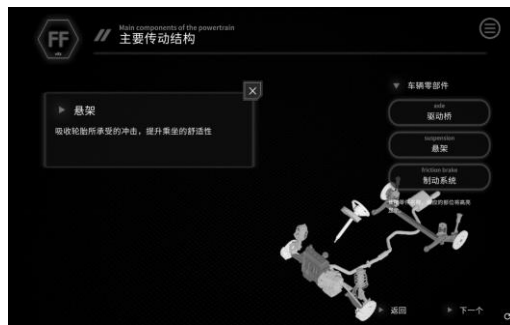 FF
Main components of the powertrain
主要传动结构
悬架
吸收轮胎所承受的冲击，提升乘坐的舒适性
车辆零部件
axle
驱动桥
suspension
悬架
friction brake
制动系统
返回
下一个